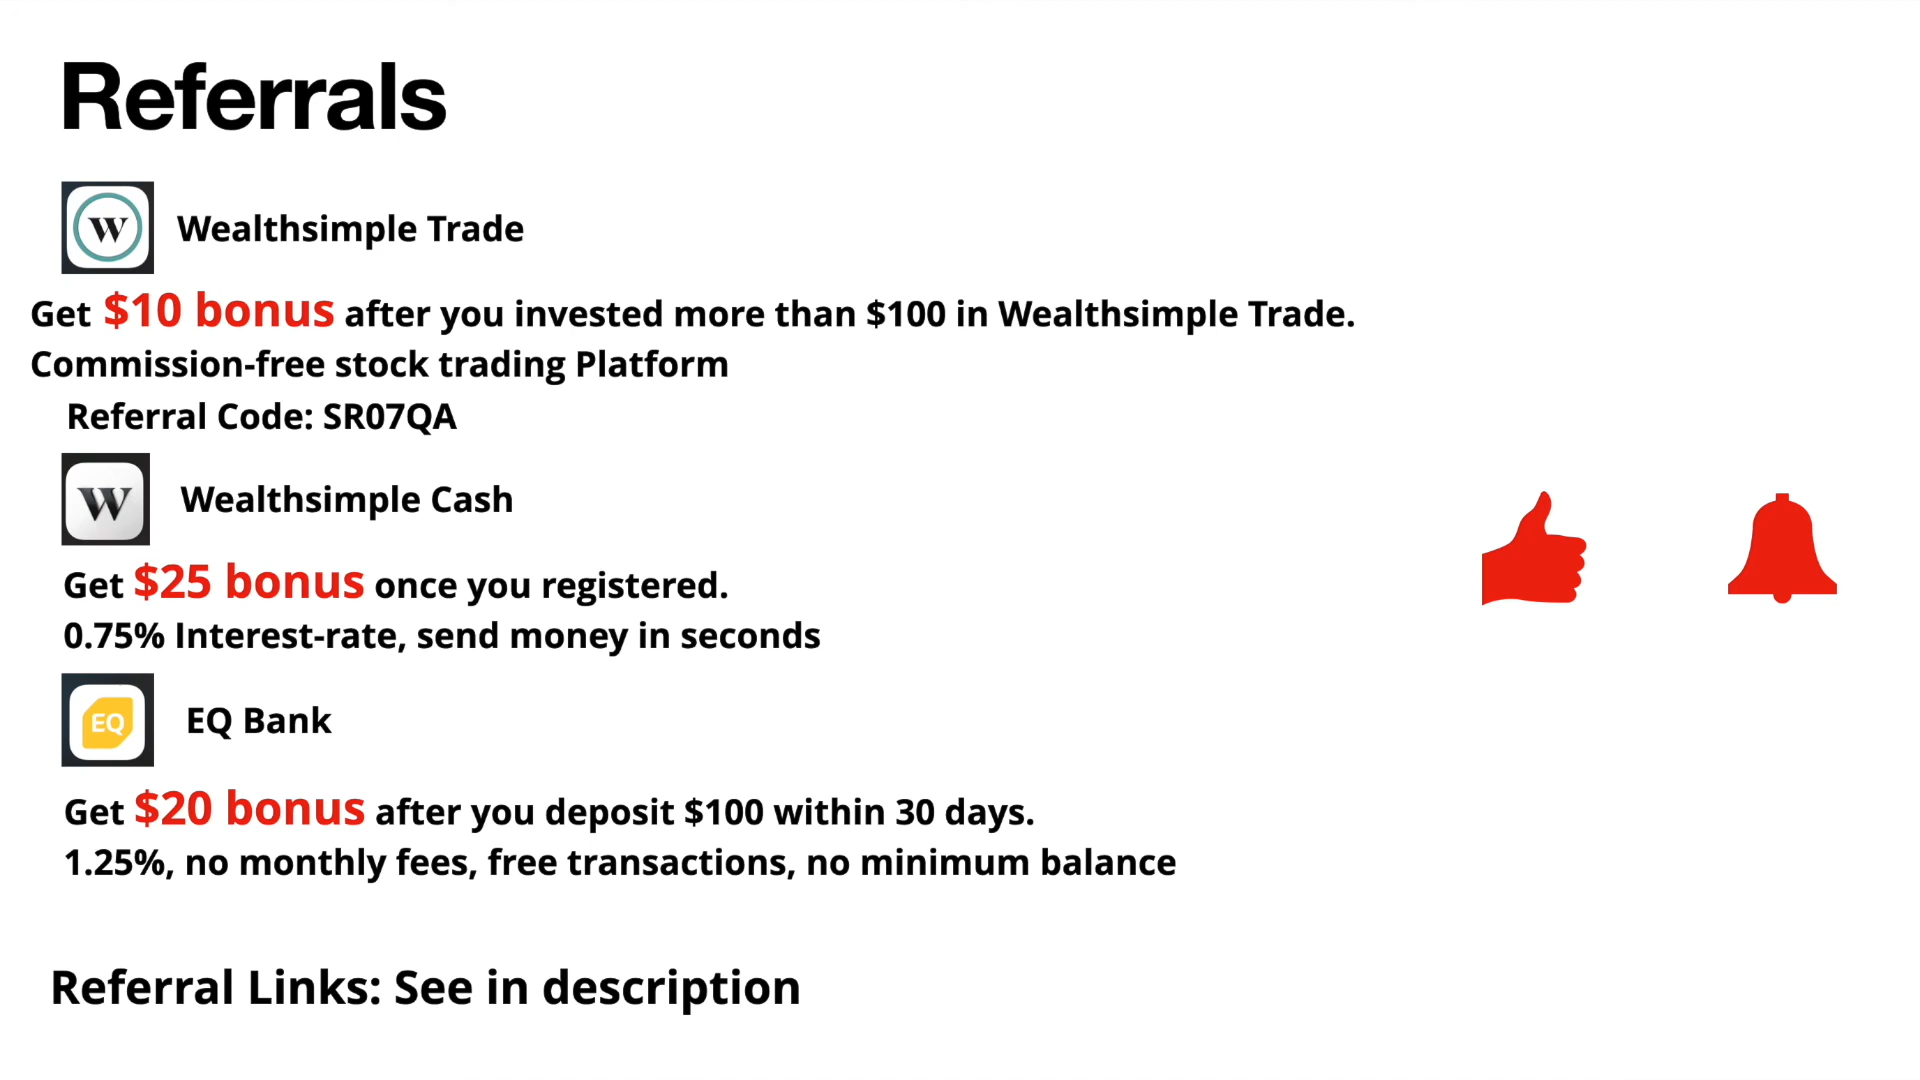 Referrals
W
Wealthsimple Trade
Get $10 bonus after you invested more than $100 in Wealthsimple Trade.
Commission-free stock trading Platform
Referral Code: SR07QA
W
Wealthsimple Cash
Get $25 bonus once you registered.
0.75% Interest-rate, send money in seconds
EQ
EQ Bank
Get $20 bonus after you deposit $100 within 30 days.
1.25%, no monthly fees, free transactions, no minimum balance
Referral Links: See in description